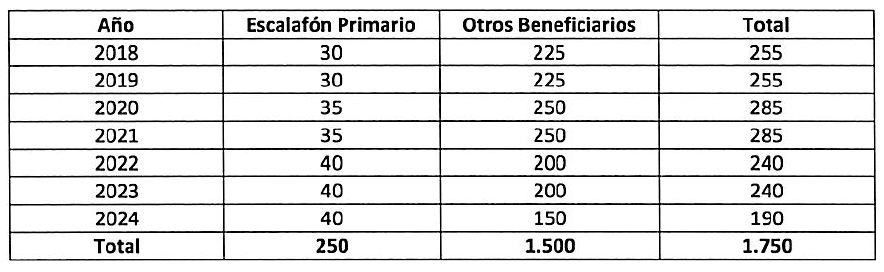 Año Escalafón Primario Otros Beneficiarios Total
2018 30 225 255
2019 30 225 255
2020 35 250 285
2021 35 250 285
2022 40 200 240
2023 40 200 240
2024 40 150 190
Total 250 1.500 1.750